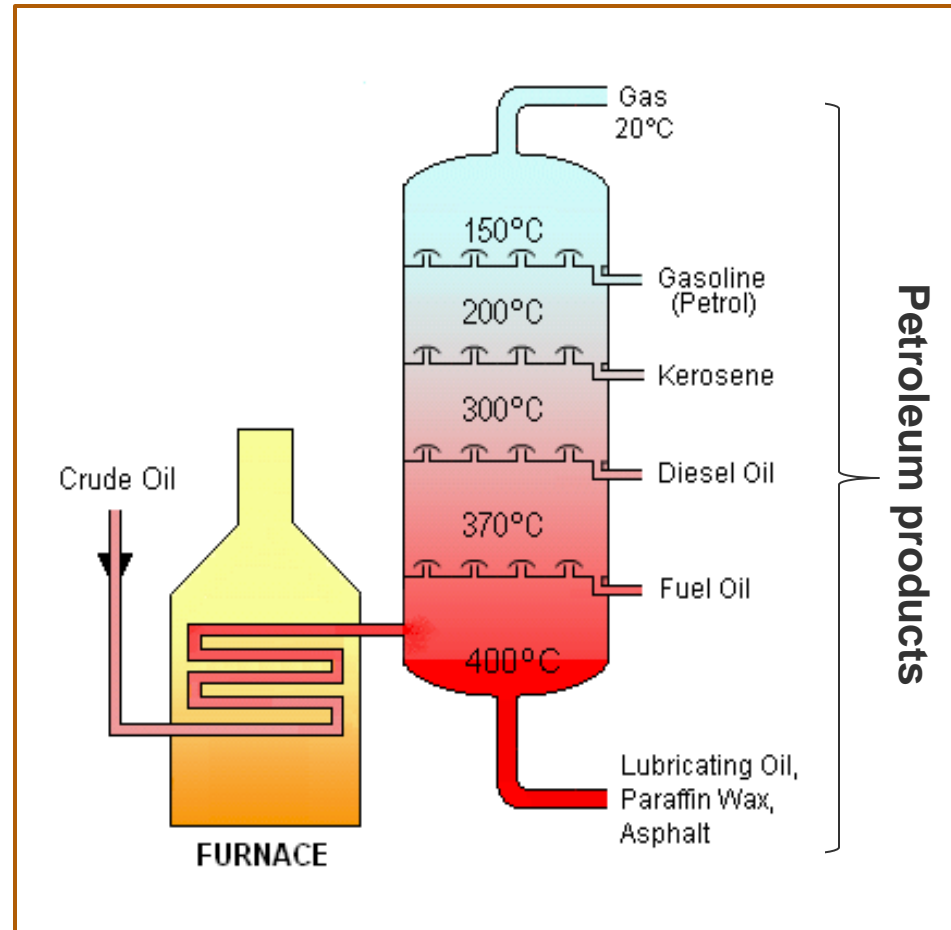 Gas
20°C
150°C
Gasoline
(Petrol)
200°C
Kerosene
300°C
Crude Oil
Diesel Oil
370°C
Fuel Oil
400°C
Lubricating Oil,
Paraffin Wax,
Asphalt
FURNACE
Petroleum products